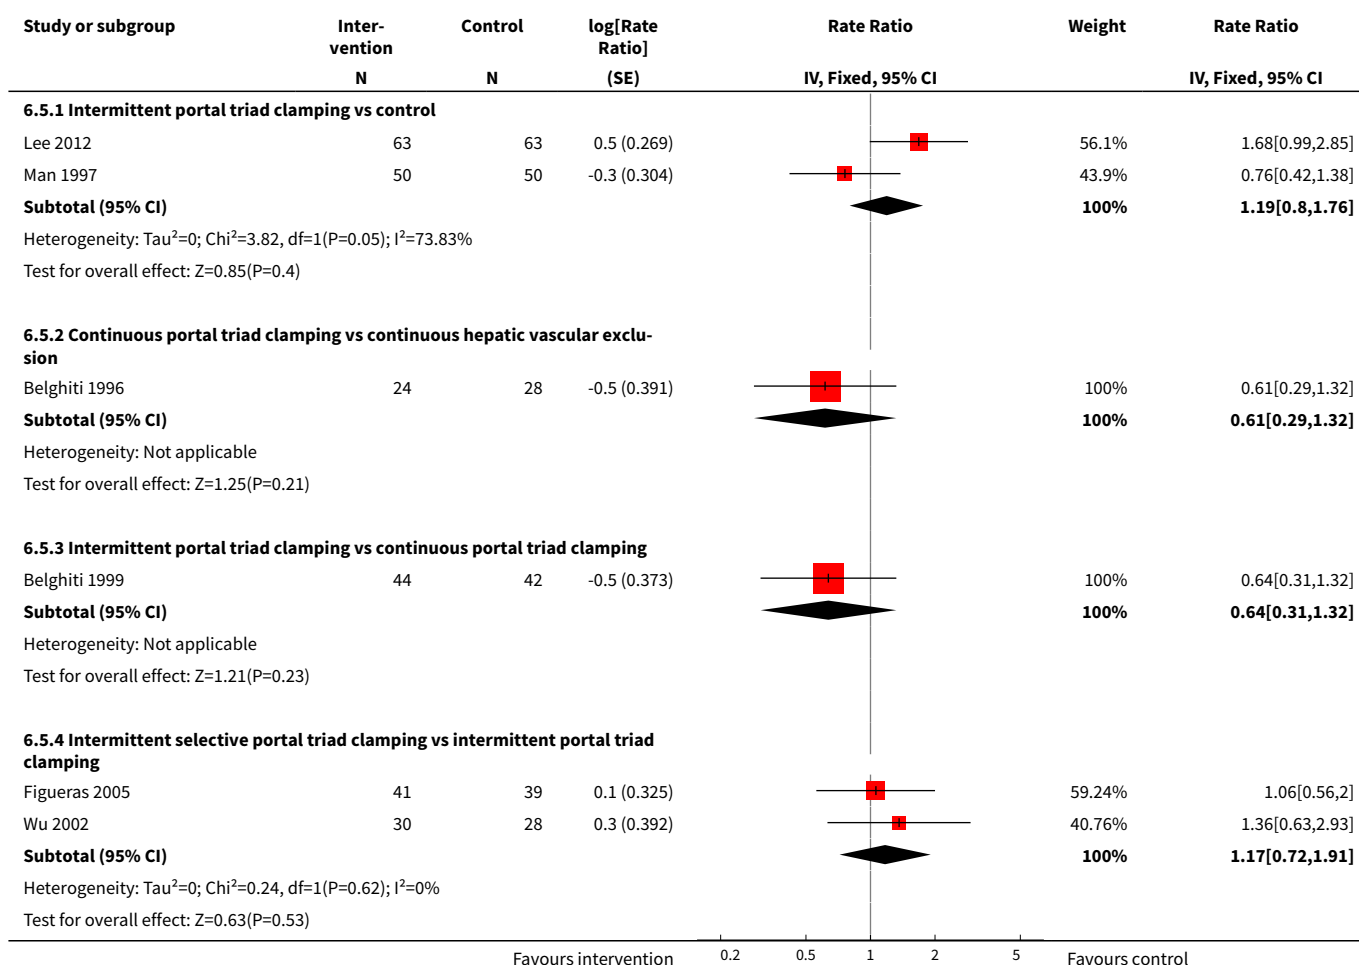 Study or subgroup Inter- Control log[Rate Rate Ratio Weight Rate Ratio
vention Ratio]
N N (SE) IV, Fixed, 95% CI IV, Fixed, 95% CI
6.5.1 Intermittent portal triad clamping vs control
Lee 2012 63 63 0.5 (0.269) 56.1% 1.68[0.99,2.85]
Man 1997 50 50 -0.3 (0.304) 43.9% 0.76[0.42,1.38]
Subtotal (95% CI) 100% 1.19[0.8,1.76]
Heterogeneity: Tau²=0; Chi²=3.82, df=1(P=0.05); I²=73.83%
Test for overall effect: Z=0.85(P=0.4)
6.5.2 Continuous portal triad clamping vs continuous hepatic vascular exclu-
sion
Belghiti 1996 24 28 -0.5 (0.391) 100% 0.61[0.29,1.32]
Subtotal (95% CI) 100% 0.61[0.29,1.32]
Heterogeneity: Not applicable
Test for overall effect: Z=1.25(P=0.21)
6.5.3 Intermittent portal triad clamping vs continuous portal triad clamping
Belghiti 1999 44 42 -0.5 (0.373) 100% 0.64[0.31,1.32]
Subtotal (95% CI) 100% 0.64[0.31,1.32]
Heterogeneity: Not applicable
Test for overall effect: Z=1.21(P=0.23)
6.5.4 Intermittent selective portal triad clamping vs intermittent portal triad
clamping
Figueras 2005 41 39 0.1 (0.325) 59.24% 1.06[0.56,2]
Wu 2002 30 28 0.3 (0.392) 40.76% 1.36[0.63,2.93]
Subtotal (95% CI) 100% 1.17[0.72,1.91]
Heterogeneity: Tau²=0; Chi²=0.24, df=1(P=0.62); I²=0%
Test for overall effect: Z=0.63(P=0.53)
Favours intervention 0.2 0.5 1 2 5 Favours control